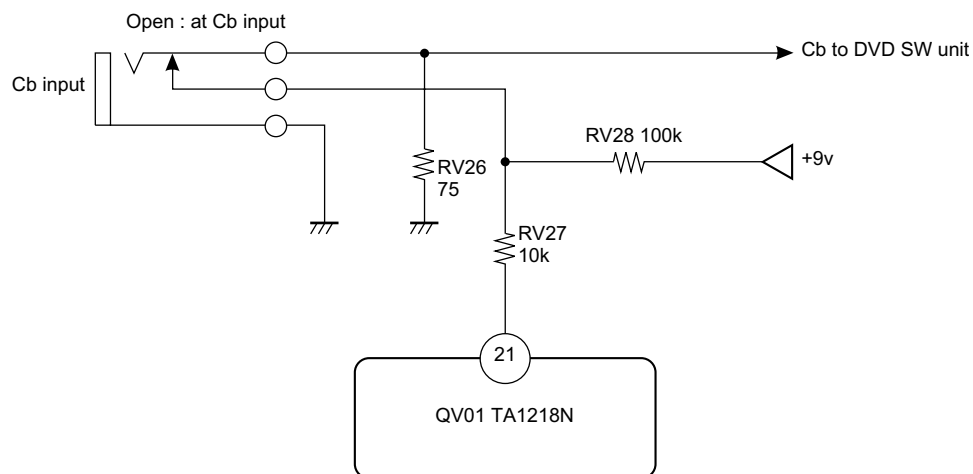 Open : at Cb input
Cb to DVD SW unit
Cb input
RV28 100k
+9v
RV26
75
RV27
10k
21
QV01 TA1218N